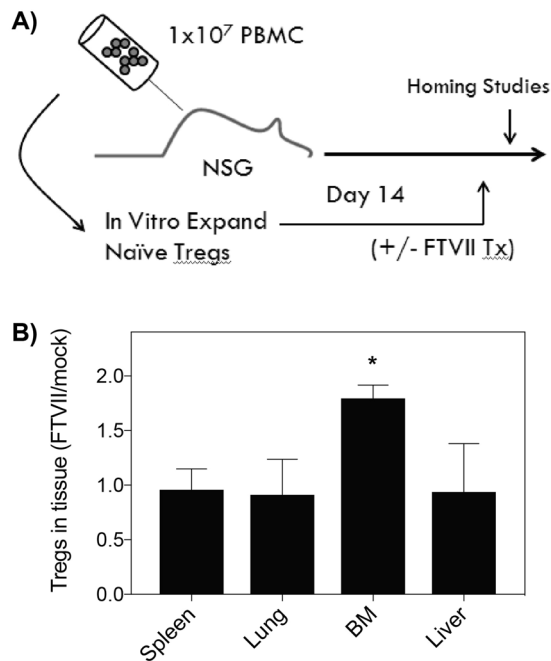 A)
1x10⁷ PBMC
Homing Studies
NSG
Day 14
In Vitro Expand
Naïve Tregs
(+/- FTVII Tx)
B)
Tregs in tissue (FTVII/mock)
2.0
1.5
1.0
0.5
0.0
*
Spleen
Lung
BM
Liver